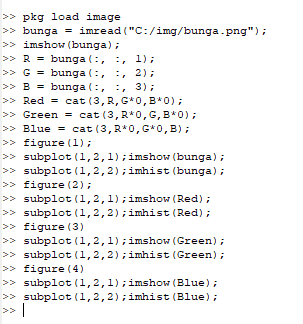 >> pkg load image
>> bunga = imread("C:/img/bunga.png");
>> imshow(bunga);
>> R = bunga(:, :, 1);
>> G = bunga(:, :, 2);
>> B = bunga(:, :, 3);
>> Red = cat(3,R,G*0,B*0);
>> Green = cat(3,R*0,G,B*0);
>> Blue = cat(3,R*0,G*0,B);
>> figure(1);
>> subplot(1,2,1);imshow(bunga);
>> subplot(1,2,2);imhist(bunga);
>> figure(2);
>> subplot(1,2,1);imshow(Red);
>> subplot(1,2,2);imhist(Red);
>> figure(3)
>> subplot(1,2,1);imshow(Green);
>> subplot(1,2,2);imhist(Green);
>> figure(4)
>> subplot(1,2,1);imshow(Blue);
>> subplot(1,2,2);imhist(Blue);
>>